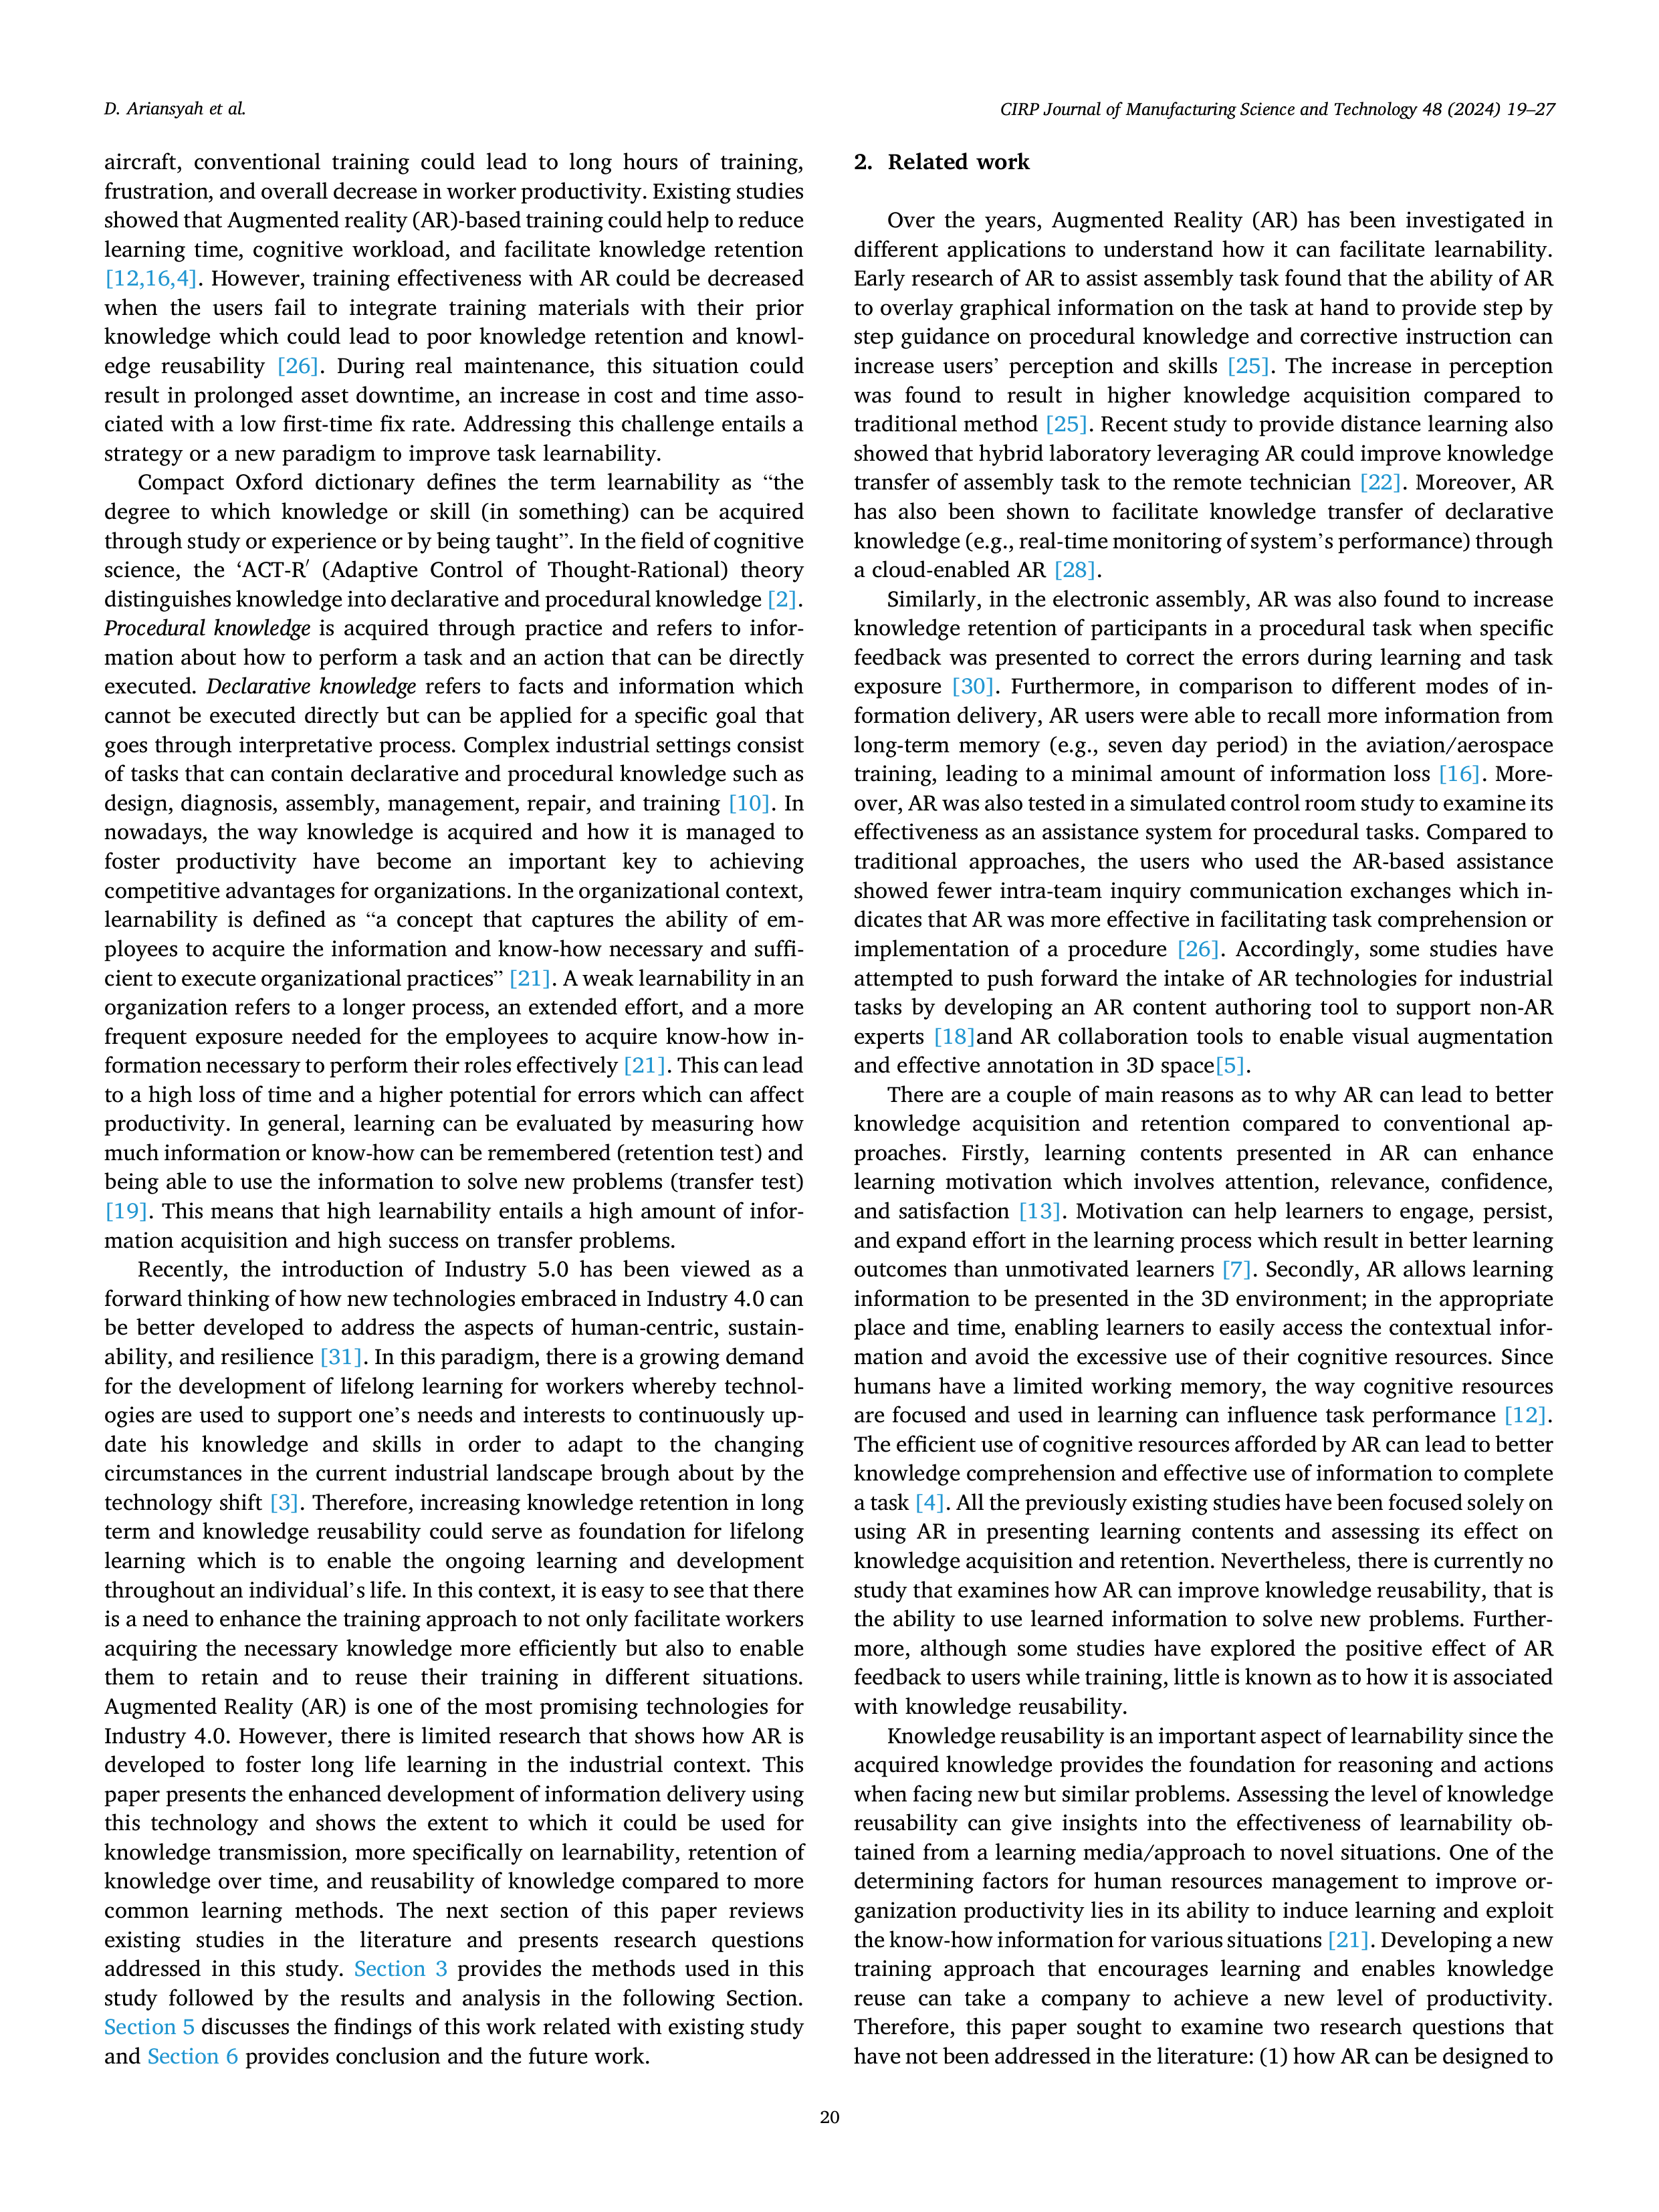 D. Ariansyah et al.
CIRP Journal of Manufacturing Science and Technology 48 (2024) 19–27
aircraft, conventional training could lead to long hours of training,
frustration, and overall decrease in worker productivity. Existing studies
showed that Augmented reality (AR)-based training could help to reduce
learning time, cognitive workload, and facilitate knowledge retention
[12,16,4]. However, training effectiveness with AR could be decreased
when the users fail to integrate training materials with their prior
knowledge which could lead to poor knowledge retention and knowl-
edge reusability [26]. During real maintenance, this situation could
result in prolonged asset downtime, an increase in cost and time asso-
ciated with a low first-time fix rate. Addressing this challenge entails a
strategy or a new paradigm to improve task learnability.
Compact Oxford dictionary defines the term learnability as “the
degree to which knowledge or skill (in something) can be acquired
through study or experience or by being taught”. In the field of cognitive
science, the ‘ACT-R′ (Adaptive Control of Thought-Rational) theory
distinguishes knowledge into declarative and procedural knowledge [2].
Procedural knowledge is acquired through practice and refers to infor-
mation about how to perform a task and an action that can be directly
executed. Declarative knowledge refers to facts and information which
cannot be executed directly but can be applied for a specific goal that
goes through interpretative process. Complex industrial settings consist
of tasks that can contain declarative and procedural knowledge such as
design, diagnosis, assembly, management, repair, and training [10]. In
nowadays, the way knowledge is acquired and how it is managed to
foster productivity have become an important key to achieving
competitive advantages for organizations. In the organizational context,
learnability is defined as “a concept that captures the ability of em-
ployees to acquire the information and know-how necessary and suffi-
cient to execute organizational practices” [21]. A weak learnability in an
organization refers to a longer process, an extended effort, and a more
frequent exposure needed for the employees to acquire know-how in-
formation necessary to perform their roles effectively [21]. This can lead
to a high loss of time and a higher potential for errors which can affect
productivity. In general, learning can be evaluated by measuring how
much information or know-how can be remembered (retention test) and
being able to use the information to solve new problems (transfer test)
[19]. This means that high learnability entails a high amount of infor-
mation acquisition and high success on transfer problems.
Recently, the introduction of Industry 5.0 has been viewed as a
forward thinking of how new technologies embraced in Industry 4.0 can
be better developed to address the aspects of human-centric, sustain-
ability, and resilience [31]. In this paradigm, there is a growing demand
for the development of lifelong learning for workers whereby technol-
ogies are used to support one’s needs and interests to continuously up-
date his knowledge and skills in order to adapt to the changing
circumstances in the current industrial landscape brough about by the
technology shift [3]. Therefore, increasing knowledge retention in long
term and knowledge reusability could serve as foundation for lifelong
learning which is to enable the ongoing learning and development
throughout an individual’s life. In this context, it is easy to see that there
is a need to enhance the training approach to not only facilitate workers
acquiring the necessary knowledge more efficiently but also to enable
them to retain and to reuse their training in different situations.
Augmented Reality (AR) is one of the most promising technologies for
Industry 4.0. However, there is limited research that shows how AR is
developed to foster long life learning in the industrial context. This
paper presents the enhanced development of information delivery using
this technology and shows the extent to which it could be used for
knowledge transmission, more specifically on learnability, retention of
knowledge over time, and reusability of knowledge compared to more
common learning methods. The next section of this paper reviews
existing studies in the literature and presents research questions
addressed in this study. Section 3 provides the methods used in this
study followed by the results and analysis in the following Section.
Section 5 discusses the findings of this work related with existing study
and Section 6 provides conclusion and the future work.
2. Related work
Over the years, Augmented Reality (AR) has been investigated in
different applications to understand how it can facilitate learnability.
Early research of AR to assist assembly task found that the ability of AR
to overlay graphical information on the task at hand to provide step by
step guidance on procedural knowledge and corrective instruction can
increase users’ perception and skills [25]. The increase in perception
was found to result in higher knowledge acquisition compared to
traditional method [25]. Recent study to provide distance learning also
showed that hybrid laboratory leveraging AR could improve knowledge
transfer of assembly task to the remote technician [22]. Moreover, AR
has also been shown to facilitate knowledge transfer of declarative
knowledge (e.g., real-time monitoring of system’s performance) through
a cloud-enabled AR [28].
Similarly, in the electronic assembly, AR was also found to increase
knowledge retention of participants in a procedural task when specific
feedback was presented to correct the errors during learning and task
exposure [30]. Furthermore, in comparison to different modes of in-
formation delivery, AR users were able to recall more information from
long-term memory (e.g., seven day period) in the aviation/aerospace
training, leading to a minimal amount of information loss [16]. More-
over, AR was also tested in a simulated control room study to examine its
effectiveness as an assistance system for procedural tasks. Compared to
traditional approaches, the users who used the AR-based assistance
showed fewer intra-team inquiry communication exchanges which in-
dicates that AR was more effective in facilitating task comprehension or
implementation of a procedure [26]. Accordingly, some studies have
attempted to push forward the intake of AR technologies for industrial
tasks by developing an AR content authoring tool to support non-AR
experts [18]and AR collaboration tools to enable visual augmentation
and effective annotation in 3D space[5].
There are a couple of main reasons as to why AR can lead to better
knowledge acquisition and retention compared to conventional ap-
proaches. Firstly, learning contents presented in AR can enhance
learning motivation which involves attention, relevance, confidence,
and satisfaction [13]. Motivation can help learners to engage, persist,
and expand effort in the learning process which result in better learning
outcomes than unmotivated learners [7]. Secondly, AR allows learning
information to be presented in the 3D environment; in the appropriate
place and time, enabling learners to easily access the contextual infor-
mation and avoid the excessive use of their cognitive resources. Since
humans have a limited working memory, the way cognitive resources
are focused and used in learning can influence task performance [12].
The efficient use of cognitive resources afforded by AR can lead to better
knowledge comprehension and effective use of information to complete
a task [4]. All the previously existing studies have been focused solely on
using AR in presenting learning contents and assessing its effect on
knowledge acquisition and retention. Nevertheless, there is currently no
study that examines how AR can improve knowledge reusability, that is
the ability to use learned information to solve new problems. Further-
more, although some studies have explored the positive effect of AR
feedback to users while training, little is known as to how it is associated
with knowledge reusability.
Knowledge reusability is an important aspect of learnability since the
acquired knowledge provides the foundation for reasoning and actions
when facing new but similar problems. Assessing the level of knowledge
reusability can give insights into the effectiveness of learnability ob-
tained from a learning media/approach to novel situations. One of the
determining factors for human resources management to improve or-
ganization productivity lies in its ability to induce learning and exploit
the know-how information for various situations [21]. Developing a new
training approach that encourages learning and enables knowledge
reuse can take a company to achieve a new level of productivity.
Therefore, this paper sought to examine two research questions that
have not been addressed in the literature: (1) how AR can be designed to
20